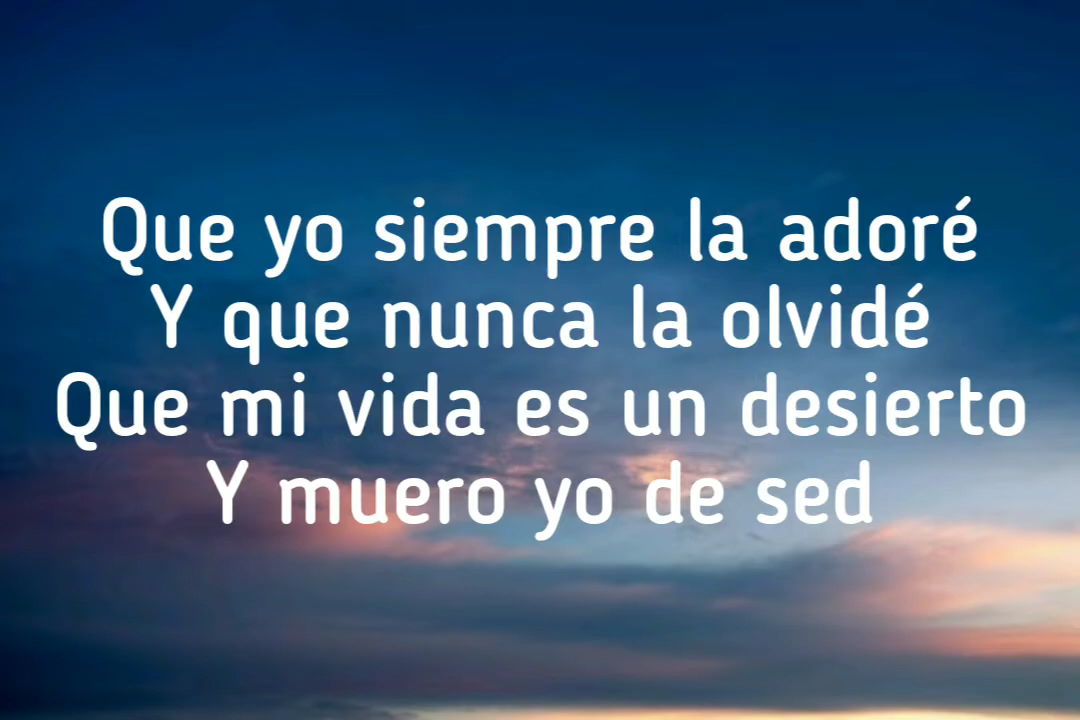 Que yo siempre la adoré
Y que nunca la olvidé
Que mi vida es un desierto
Y muero yo de sed